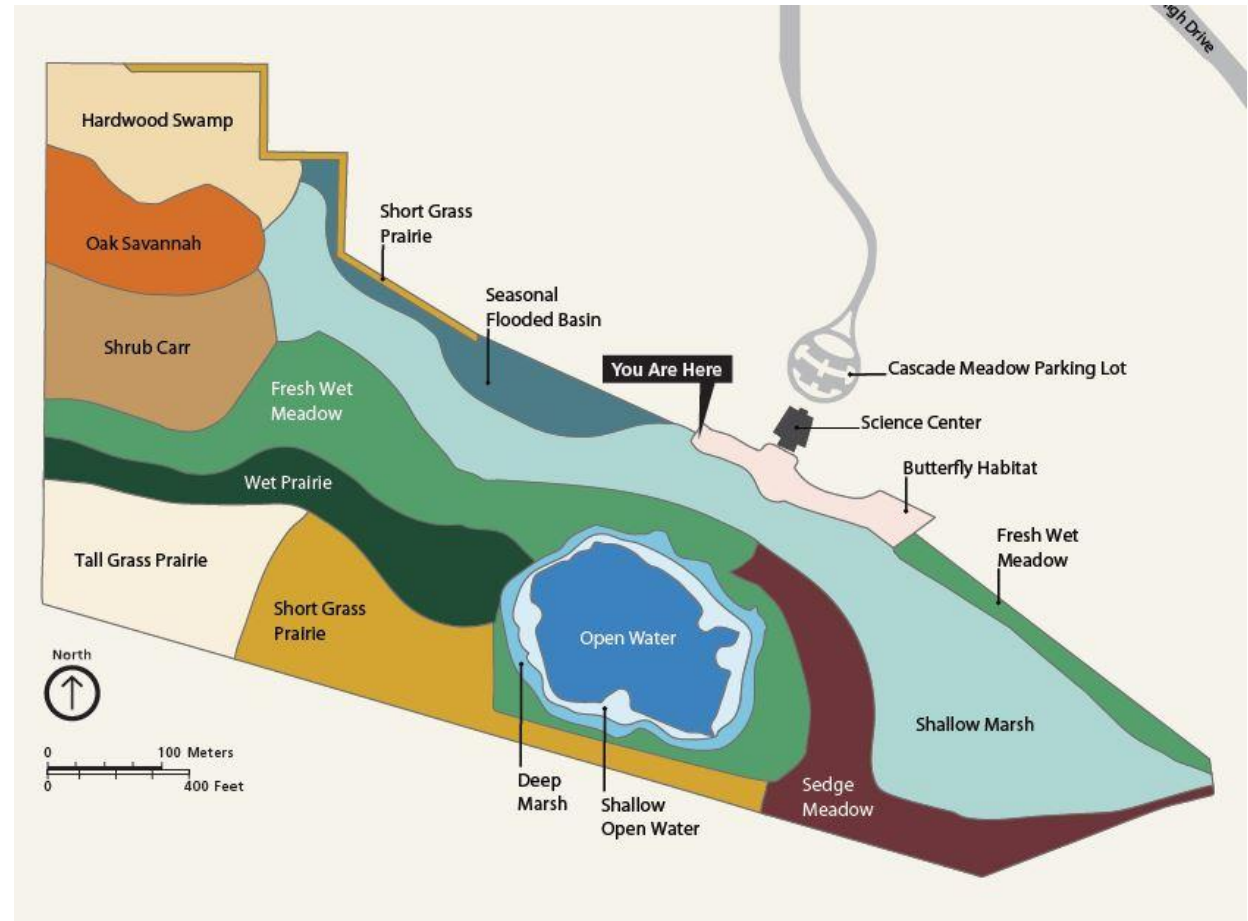 Drive
Hardwood Swamp
Short Grass
Prairie
Oak Savannah
Seasonal
Flooded Basin
Shrub Carr
You Are Here
Cascade Meadow Parking Lot
Fresh Wet
Meadow
Science Center
Butterfly Habitat
Wet Prairie
Fresh Wet
Meadow
Tall Grass Prairie
Short Grass
Prairie
Open Water
North
Shallow Marsh
0 100 Meters
0 400 Feet
Deep
Marsh
Shallow
Open Water
Sedge
Meadow